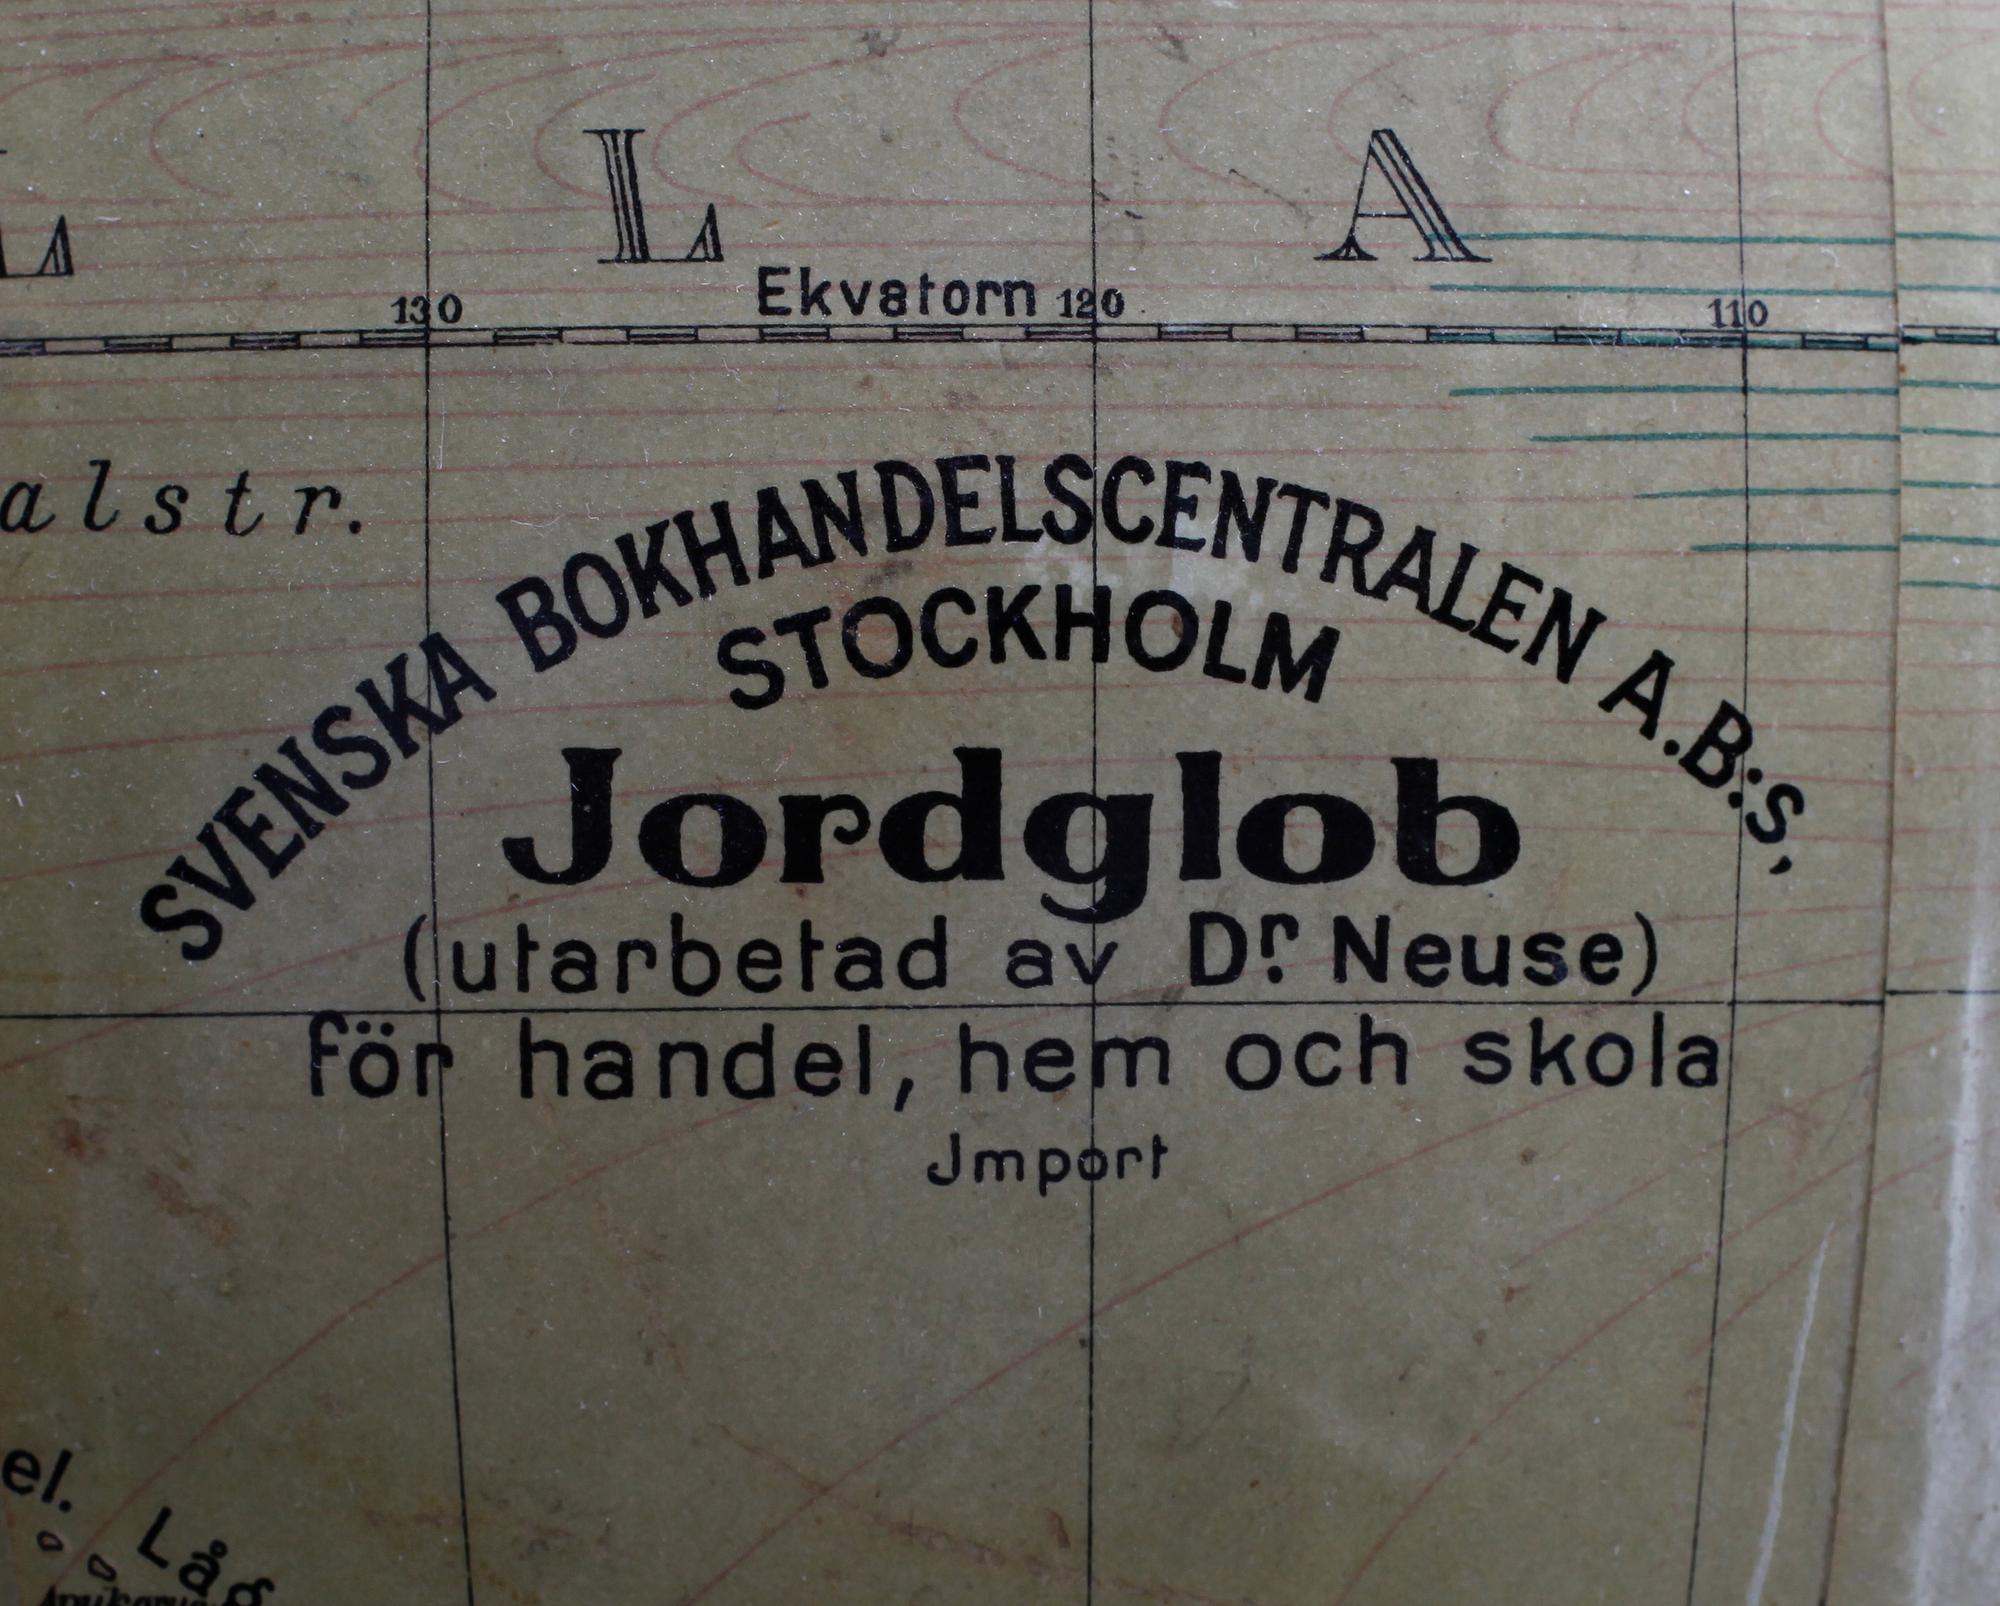 L L A
130 Ekvatorn 120 110
alstr.
SVENSKA BOKHANDELSCENTRALEN A.B:s,
STOCKHOLM
Jordglob
(utarbetad av Dr. Neuse)
för handel, hem och skola
Jmport
el.
Låg